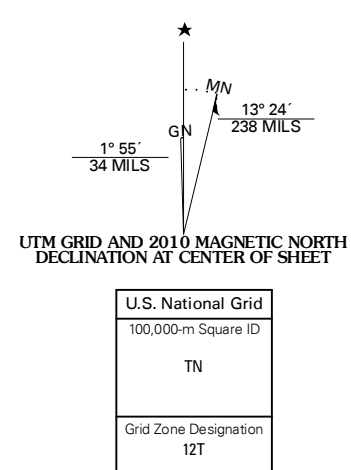 ★
MN
GN
13° 24´
238 MILS
1° 55´
34 MILS
UTM GRID AND 2010 MAGNETIC NORTH
DECLINATION AT CENTER OF SHEET
U.S. National Grid
100,000-m Square ID
TN
Grid Zone Designation
12T